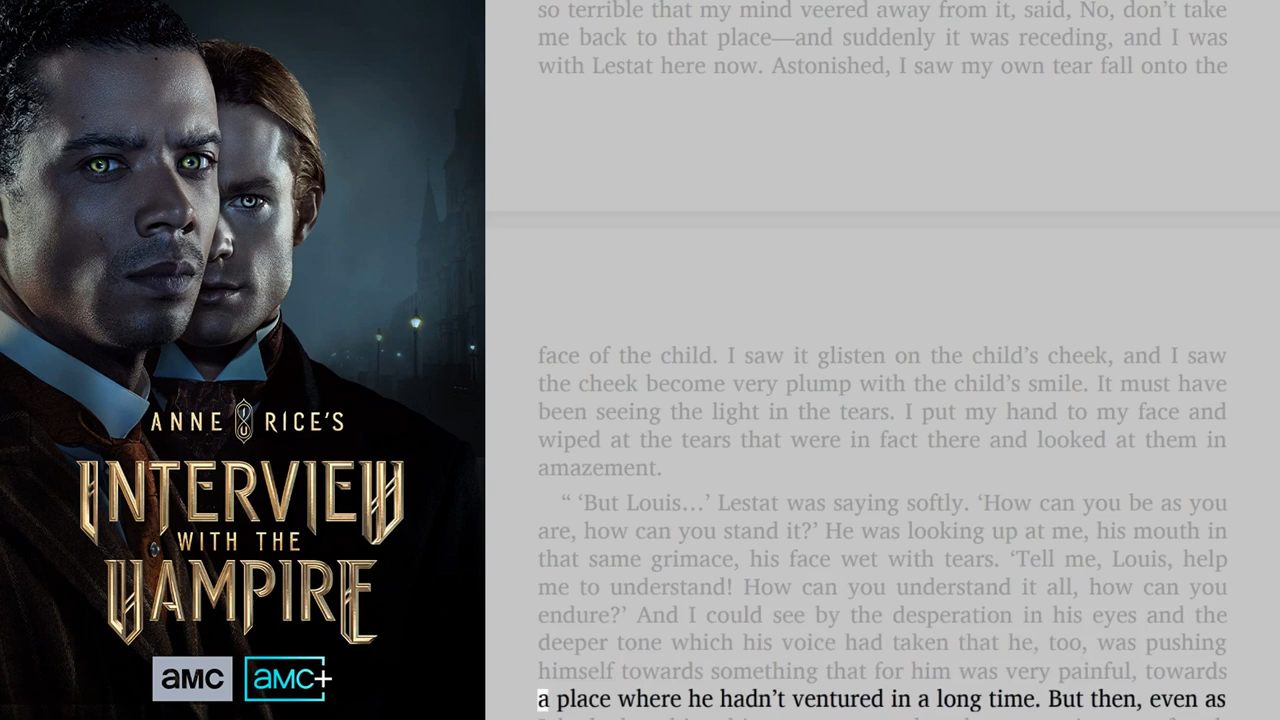 ANNE RICE'S
INTERVIEW
WITH THE
VAMPIRE
aMC
aMC+
so terrible that my mind veered away from it, said, No, don’t take
me back to that place—and suddenly it was receding, and I was
with Lestat here now. Astonished, I saw my own tear fall onto the
face of the child. I saw it glisten on the child’s cheek, and I saw
the cheek become very plump with the child’s smile. It must have
been seeing the light in the tears. I put my hand to my face and
wiped at the tears that were in fact there and looked at them in
amazement.
“ ‘But Louis…’ Lestat was saying softly. ‘How can you be as you
are, how can you stand it?’ He was looking up at me, his mouth in
that same grimace, his face wet with tears. ‘Tell me, Louis, help
me to understand! How can you understand it all, how can you
endure?’ And I could see by the desperation in his eyes and the
deeper tone which his voice had taken that he, too, was pushing
himself towards something that for him was very painful, towards
a place where he hadn’t ventured in a long time. But then, even as